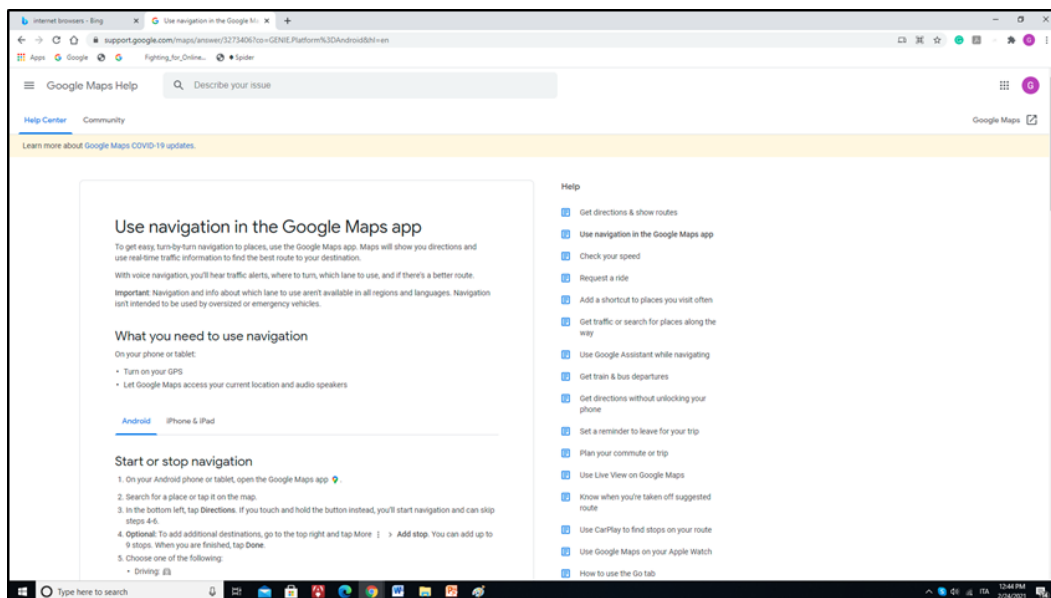 internet browsers - Bing
Use navigation in the Google Ma
support.google.com/maps/answer/3273406?co=GENIE.Platform%3DAndroid&hl=en
Apps Google Fighting_for_Online... Spider
Google Maps Help
Describe your issue
G
Help Center Community
Google Maps
Learn more about Google Maps COVID-19 updates.
Use navigation in the Google Maps app
To get easy, turn-by-turn navigation to places, use the Google Maps app. Maps will show you directions and
use real-time traffic information to find the best route to your destination.
With voice navigation, you'll hear traffic alerts, where to turn, which lane to use, and if there's a better route.
Important: Navigation and info about which lane to use aren't available in all regions and languages. Navigation
isn't intended to be used by oversized or emergency vehicles.
What you need to use navigation
On your phone or tablet:
• Turn on your GPS
• Let Google Maps access your current location and audio speakers
Android iPhone & iPad
Start or stop navigation
1. On your Android phone or tablet, open the Google Maps app
2. Search for a place or tap it on the map.
3. In the bottom left, tap Directions. If you touch and hold the button instead, you'll start navigation and can skip
steps 4-6.
4. Optional: To add additional destinations, go to the top right and tap More | > Add stop. You can add up to
9 stops. When you are finished, tap Done.
5. Choose one of the following:
• Driving:
Help
Get directions & show routes
Use navigation in the Google Maps app
Check your speed
Request a ride
Add a shortcut to places you visit often
Get traffic or search for places along the
way
Use Google Assistant while navigating
Get train & bus departures
Get directions without unlocking your
phone
Set a reminder to leave for your trip
Plan your commute or trip
Use Live View on Google Maps
Know when you're taken off suggested
route
Use CarPlay to find stops on your route
Use Google Maps on your Apple Watch
How to use the Go tab
Type here to search
ITA
12:44 PM
2/24/2021